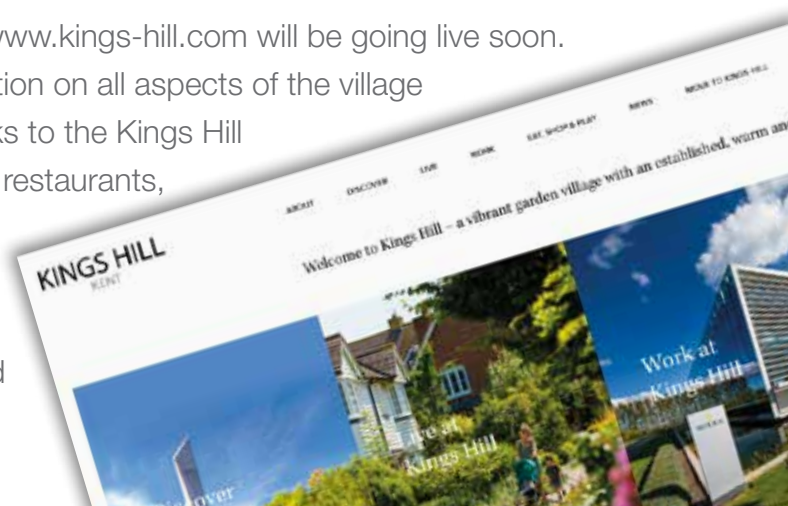 www.kings-hill.com will be going live soon.
tion on all aspects of the village
ks to the Kings Hill
restaurants,
d
KINGS HILL
KENT
ABOUT DISCOVER LIVE WORK EAT, SHOP & PLAY NEWS MOVE TO KINGS HILL
Welcome to Kings Hill – a vibrant garden village with an established, warm and
Discover
Live at
Kings Hill
Work at
Kings Hill